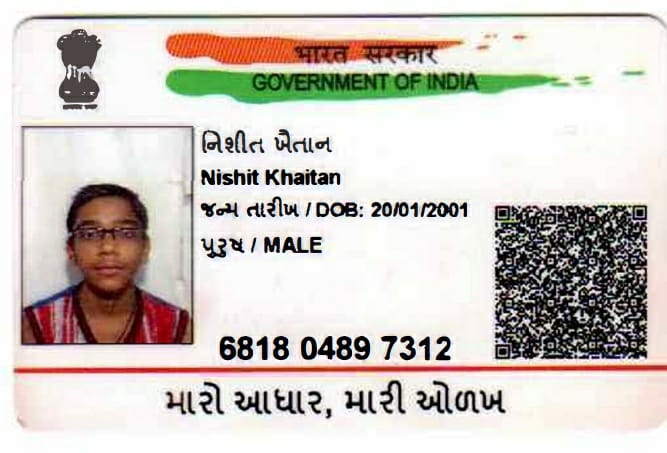 भारत सरकार
GOVERNMENT OF INDIA
નિશીત ખૈતાન
Nishit Khaitan
જન્મ તારીખ / DOB: 20/01/2001
પુરુષ / MALE
6818 0489 7312
મારો આધાર, મારી ઓળખ